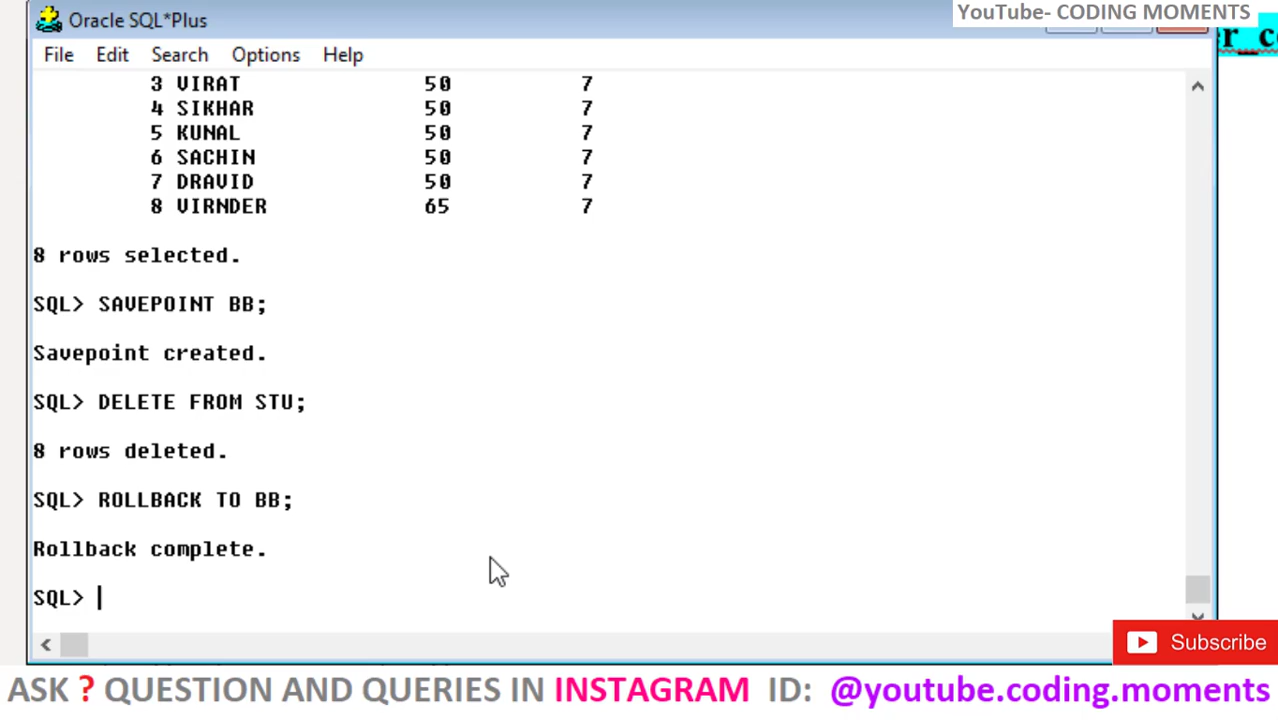 YouTube- CODING MOMENTS
Oracle SQL*Plus
File Edit Search Options Help
3 VIRAT 50 7
4 SIKHAR 50 7
5 KUNAL 50 7
6 SACHIN 50 7
7 DRAVID 50 7
8 VIRNDER 65 7
8 rows selected.
SQL> SAVEPOINT BB;
Savepoint created.
SQL> DELETE FROM STU;
8 rows deleted.
SQL> ROLLBACK TO BB;
Rollback complete.
SQL>
Subscribe
ASK ? QUESTION AND QUERIES IN INSTAGRAM ID: @youtube.coding.moments